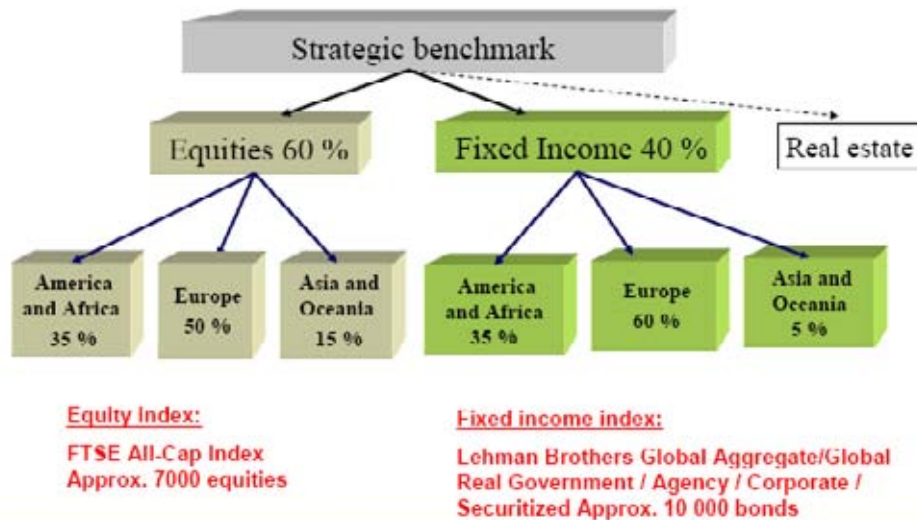 Strategic benchmark
Equities 60 %
Fixed Income 40 %
Real estate
America
and Africa
35 %
Europe
50 %
Asia and
Oceania
15 %
America
and Africa
35 %
Europe
60 %
Asia and
Oceania
5 %
Equity Index:
FTSE All-Cap Index
Approx. 7000 equities
Fixed income index:
Lehman Brothers Global Aggregate/Global
Real Government / Agency / Corporate /
Securitized Approx. 10 000 bonds